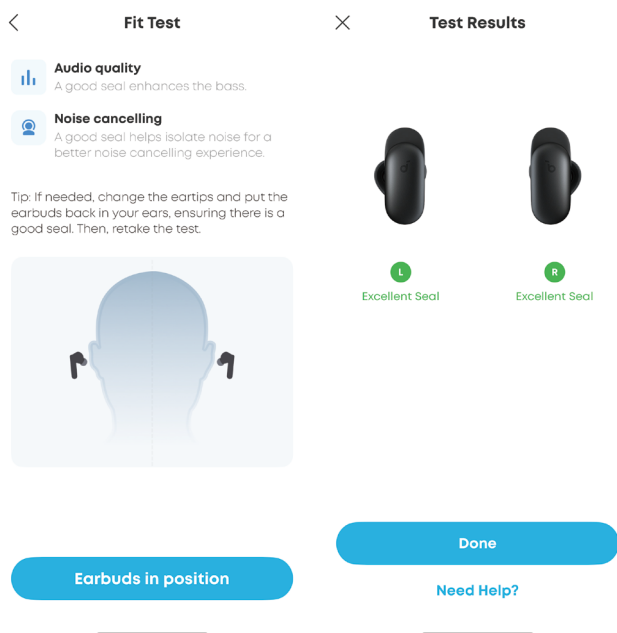 Fit Test
Audio quality
A good seal enhances the bass.
Noise cancelling
A good seal helps isolate noise for a
better noise cancelling experience.
Tip: If needed, change the eartips and put the
earbuds back in your ears, ensuring there is a
good seal. Then, retake the test.
Earbuds in position
Test Results
L
R
Excellent Seal
Excellent Seal
Done
Need Help?